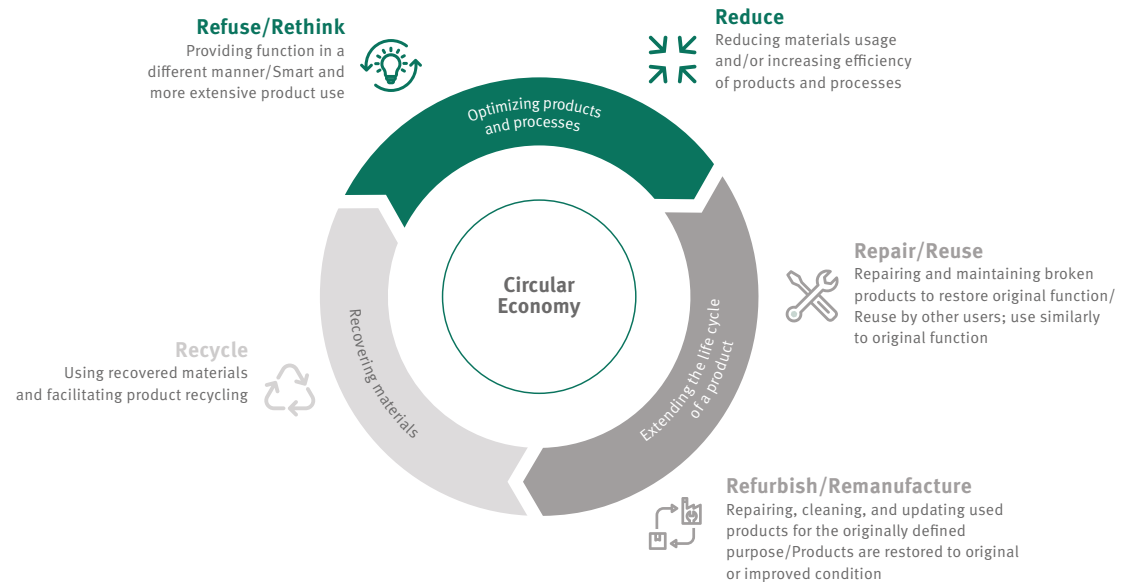 Refuse/Rethink
Providing function in a
different manner/Smart and
more extensive product use
Reduce
Reducing materials usage
and/or increasing efficiency
of products and processes
Optimizing products
and processes
Repair/Reuse
Repairing and maintaining broken
products to restore original function/
Reuse by other users; use similarly
to original function
Circular
Economy
Extending the life cycle
of a product
Recovering materials
Recycle
Using recovered materials
and facilitating product recycling
Refurbish/Remanufacture
Repairing, cleaning, and updating used
products for the originally defined
purpose/Products are restored to original
or improved condition